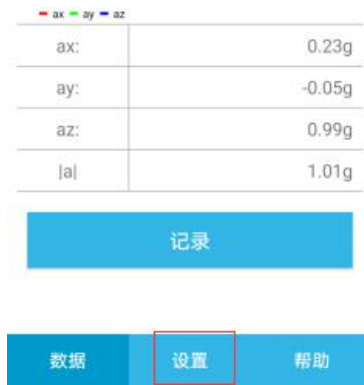 ax ay az
ax: 0.23g
ay: -0.05g
az: 0.99g
|a| 1.01g
记录
数据 设置 帮助